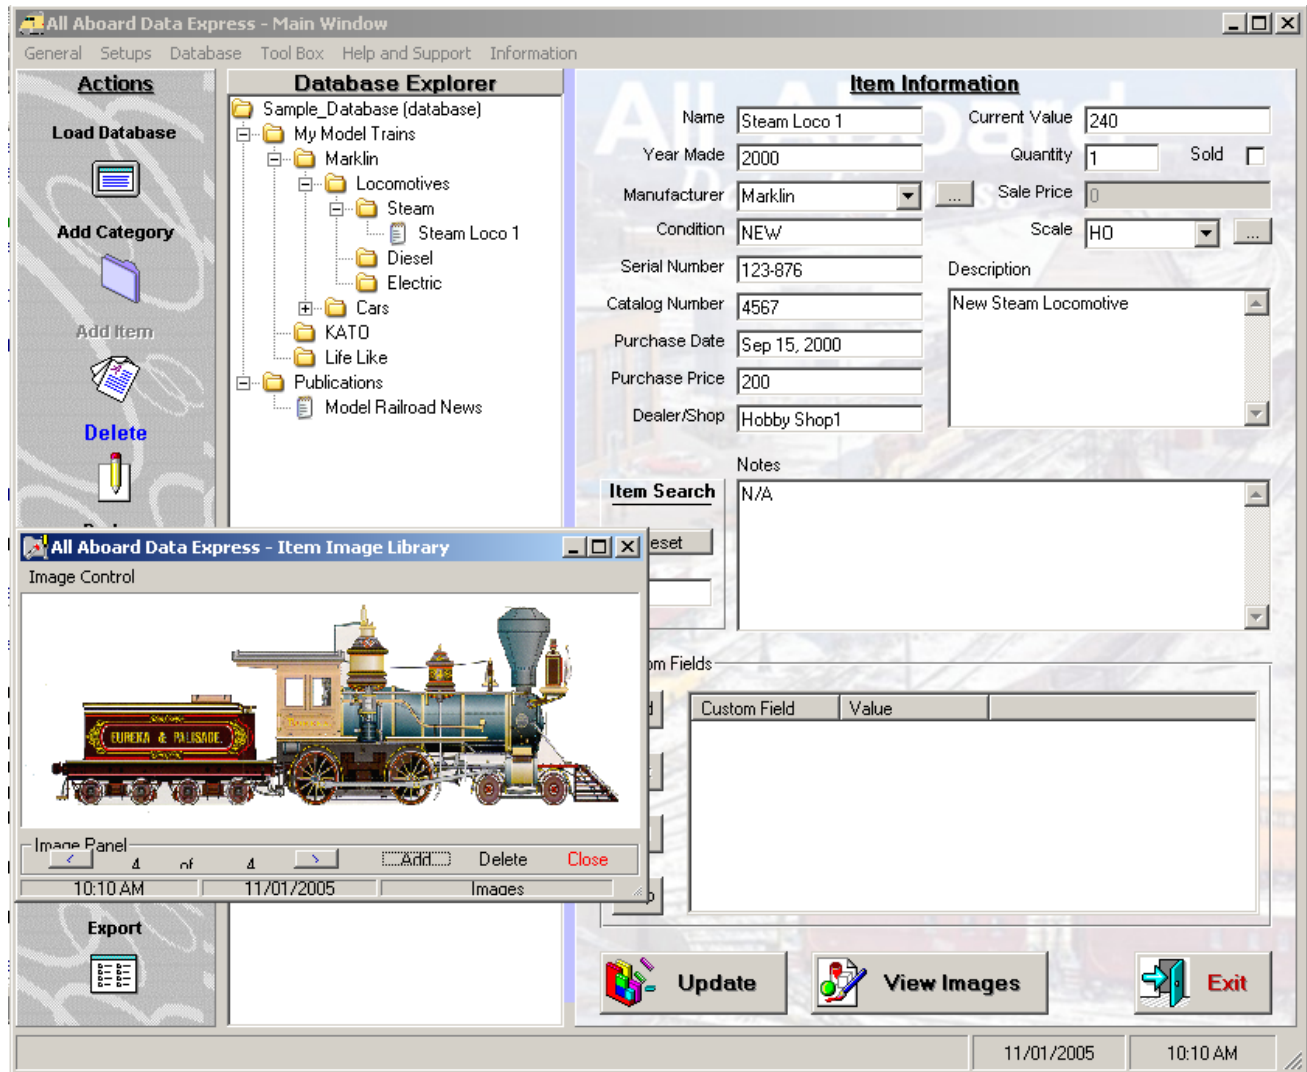 All Aboard Data Express - Main Window
General Setups Database Tool Box Help and Support Information
Actions
Load Database
Add Category
Add Item
Delete
Export
Database Explorer
Sample_Database (database)
My Model Trains
Marklin
Locomotives
Steam
Steam Loco 1
Diesel
Electric
Cars
KATO
Life Like
Publications
Model Railroad News
All Aboard
Item Information
Name Steam Loco 1 Current Value 240
Year Made 2000 Quantity 1 Sold
Manufacturer Marklin ... Sale Price 0
Condition NEW Scale HO ...
Serial Number 123-876 Description
Catalog Number 4567 New Steam Locomotive
Purchase Date Sep 15, 2000
Purchase Price 200
Dealer/Shop Hobby Shop1
Notes
Item Search N/A
eset
om Fields
Custom Field Value
Update View Images Exit
11/01/2005 10:10 AM
All Aboard Data Express - Item Image Library
Image Control
EUREKA & PALISADE.
Image Panel
< 4 of 4 > Add Delete Close
10:10 AM 11/01/2005 Images